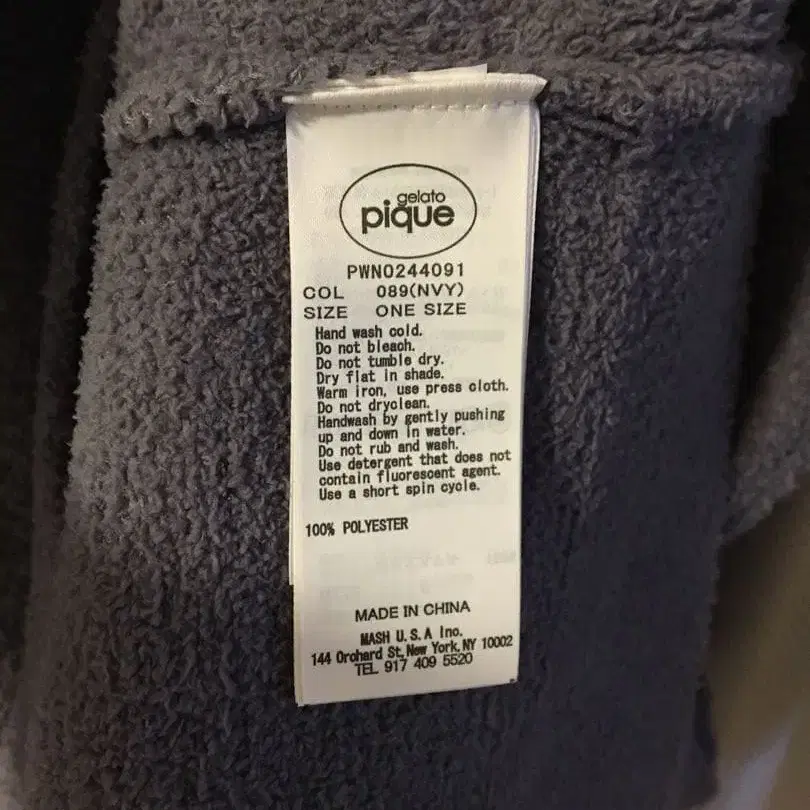 gelato
pique
PWNO244091
COL 089(NVY)
SIZE ONE SIZE
Hand wash cold.
Do not bleach.
Do not tumble dry.
Dry flat in shade.
Warm iron, use press cloth.
Do not dryclean.
Handwash by gently pushing
up and down in water.
Do not rub and wash.
Use detergent that does not
contain fluorescent agent.
Use a short spin cycle.
100% POLYESTER
MADE IN CHINA
MASH U.S.A Inc.
144 Orchard St,New York,NY 10002
TEL 917 409 5520